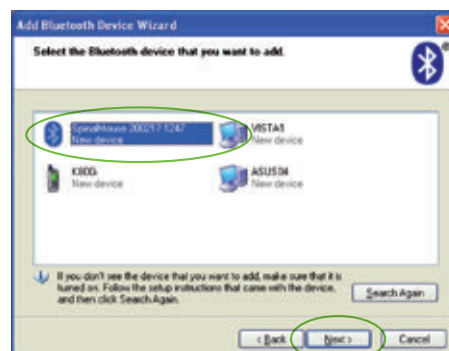 Add Bluetooth Device Wizard
Select the Bluetooth device that you want to add.
SpinalMouse 200217-1247
New device
VISTA1
New device
K800i
New device
ASUS04
New device
If you don't see the device that you want to add, make sure that it is
turned on. Follow the setup instructions that came with the device,
and then click Search Again.
Search Again
< Back
Next >
Cancel